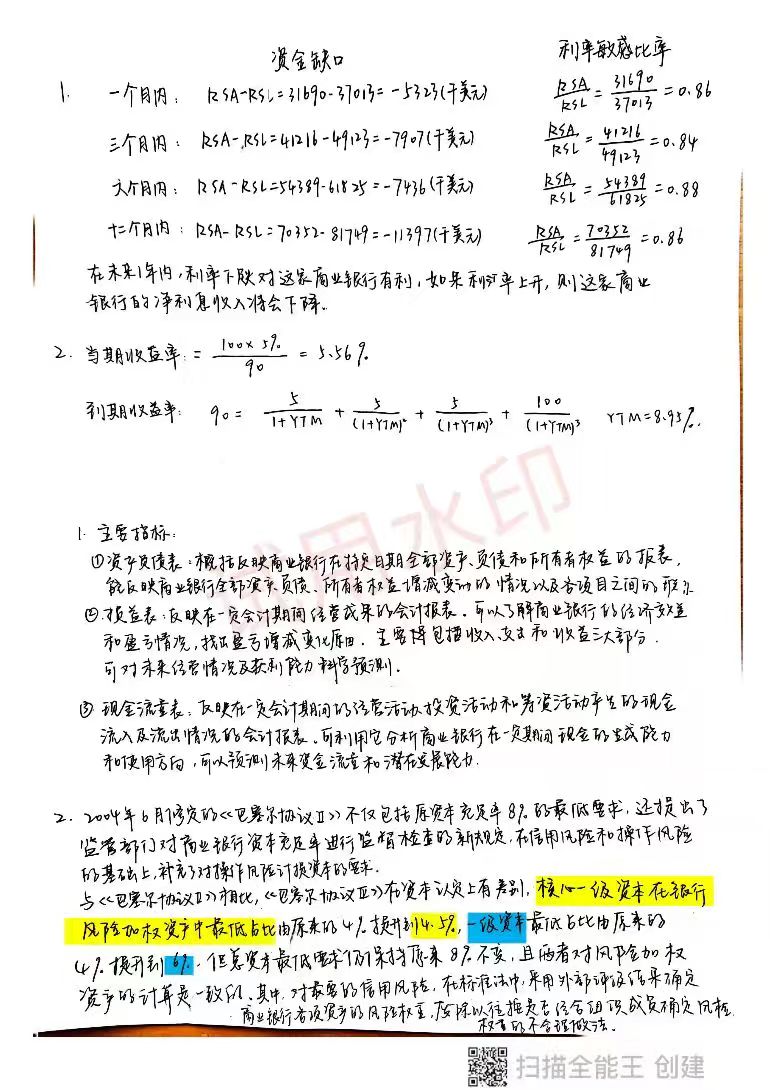 资金缺口 利率敏感比率
1. 一个月内: RSA-RSL=31690-37013=-5323(千美元) RSA/RSL=31690/37013=0.86
三个月内: RSA-RSL=41216-49123=-7907(千美元) RSA/RSL=41216/49123=0.84
六个月内: RSA-RSL=54389-61825=-7436(千美元) RSA/RSL=54389/61825=0.88
十二个月内: RSA-RSL=70352-81749=-11397(千美元) RSA/RSL=70352/81749=0.86
在未来1年内,利率下跌对这家商业银行有利,如果利率上升,则这家商业
银行的净利息收入将会下降。
2. 当期收益率: = 100×5%/90 = 5.56%
到期收益率: 90= 5/(1+YTM) + 5/(1+YTM)² + 5/(1+YTM)³ + 100/(1+YTM)³ YTM=8.95%.
试用水印
1. 主要指标:
①资产负债表:概括反映商业银行在特定日期全部资产、负债和所有者权益的报表,
能反映商业银行全部资产、负债、所有者权益增减变动的情况以及各项目之间的联系
②损益表:反映在一定会计期间经营成果的会计报表。可以了解商业银行的经济效益
和盈亏情况,找出盈亏增减变化原因。主要包括收入、支出和收益三大部分.
可对未来经营情况及获利能力科学预测.
③ 现金流量表:反映在一定会计期间的经营活动、投资活动和筹资活动产生的现金
流入及流出情况的会计报表。可利用它分析商业银行在一定期间现金的生成能力
和使用方向,可以预测未来资金流量和潜在发展能力.
2. 2004年6月1号定的《巴塞尔协议Ⅱ》不仅包括原资本充足率8%的最低要求,还提出了
监管部门对商业银行资本充足率进行监督检查的新规定,在信用风险和操作风险
的基础上,补充了对操作风险计提资本的要求.
与《巴塞尔协议Ⅱ》相比,《巴塞尔协议Ⅲ》在资本认定上有差别,核心一级资本在银行
风险加权资产中最低占比由原来的4%提升到4.5%,一级资本最低占比由原来的
4%提升到6%,但总资本最低要求仍保持原来8%不变,且两者对风险加权
资产的计算是一致的.其中,对最要的信用风险,在标准法中,采用外部评级结果确定
商业银行各项资产的风险权重,废除以往按是否经合组织成员确定风险
权重的不合理做法.
扫描全能王 创建